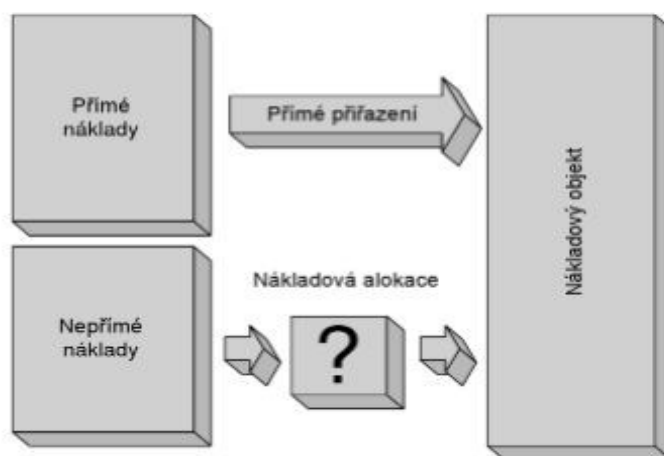 Přímé
náklady
Přímé přiřazení
Nákladový objekt
Nákladová alokace
Nepřímé
náklady
?